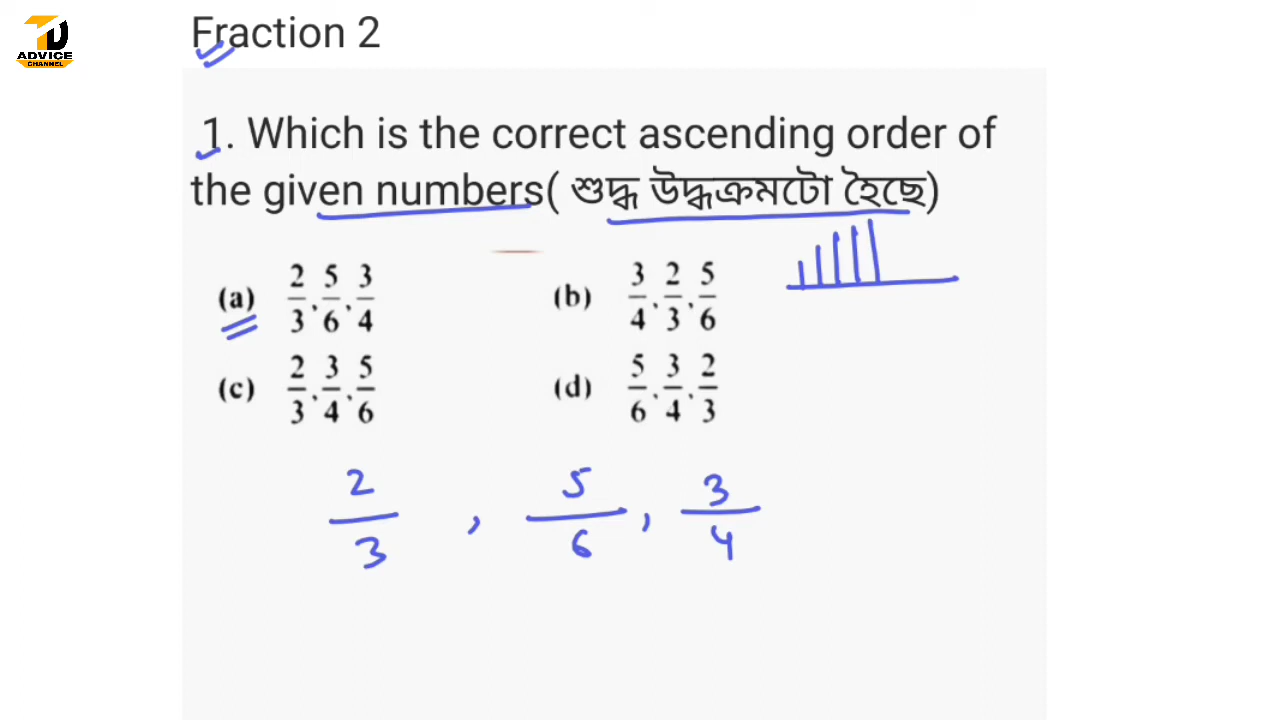 TD
ADVICE
CHANNEL
Fraction 2
1. Which is the correct ascending order of
the given numbers( শুদ্ধ উদ্ধক্ৰমটো হৈছে)
(a) 2/3, 5/6, 3/4 (b) 3/4, 2/3, 5/6
(c) 2/3, 3/4, 5/6 (d) 5/6, 3/4, 2/3
2/3 , 5/6 , 3/4